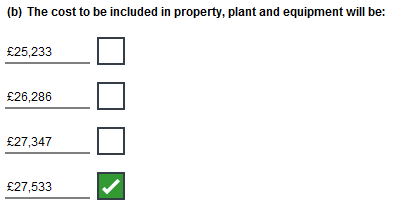 (b) The cost to be included in property, plant and equipment will be:
£25,233
£26,286
£27,347
£27,533